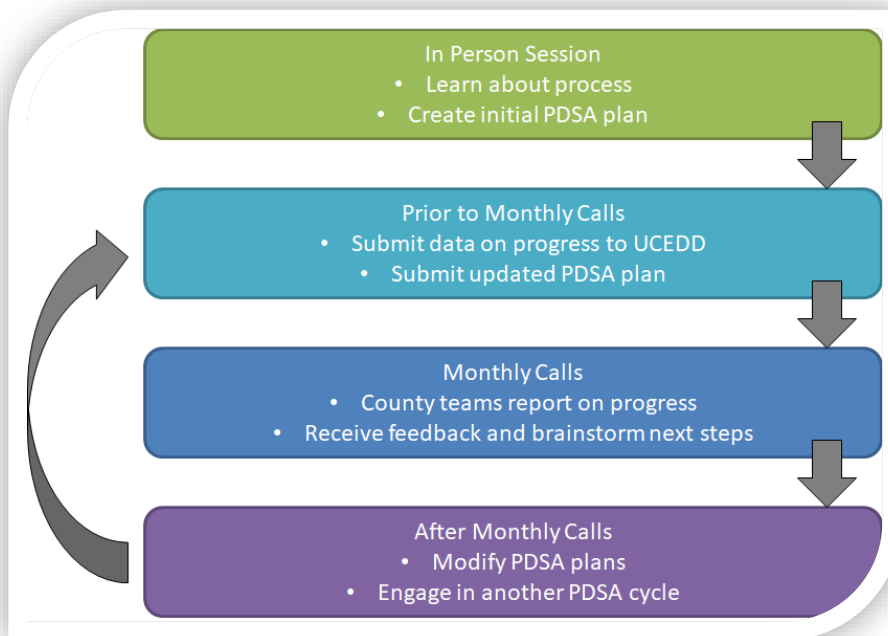 In Person Session
• Learn about process
• Create initial PDSA plan
Prior to Monthly Calls
• Submit data on progress to UCEDD
• Submit updated PDSA plan
Monthly Calls
• County teams report on progress
• Receive feedback and brainstorm next steps
After Monthly Calls
• Modify PDSA plans
• Engage in another PDSA cycle